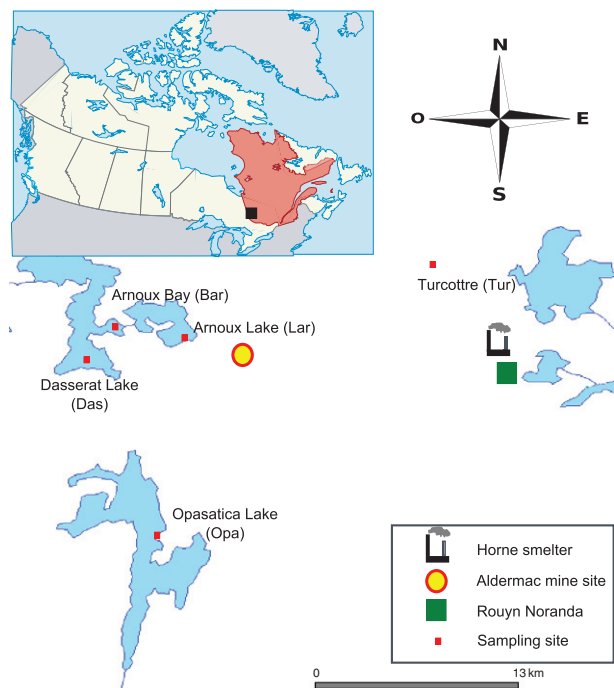 N
O
E
S
Arnoux Bay (Bar)
Turcottre (Tur)
Arnoux Lake (Lar)
Dasserat Lake
(Das)
Opasatica Lake
(Opa)
Horne smelter
Aldermac mine site
Rouyn Noranda
Sampling site
0
13 km